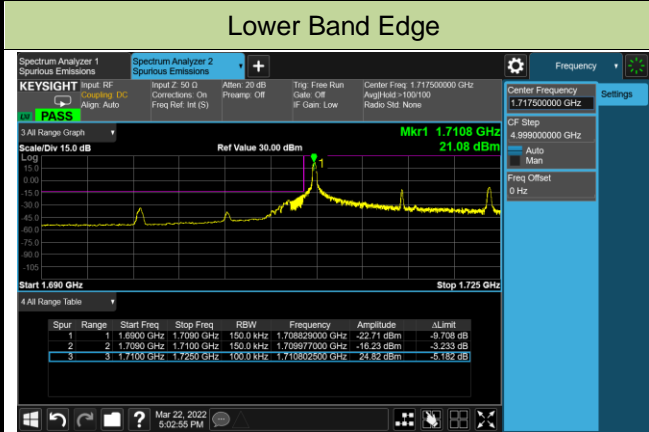 Lower Band Edge
Spectrum Analyzer 1
Spurious Emissions
Spectrum Analyzer 2
Spurious Emissions
+
Frequency
KEYSIGHT
Input: RF
Coupling: DC
Align: Auto
Input Z: 50 Ω
Corrections: On
Freq Ref: Int (S)
Atten: 20 dB
Preamp: Off
Trig: Free Run
Gate: Off
IF Gain: Low
Center Freq: 1.717500000 GHz
Avg|Hold:>100/100
Radio Std: None
LXI
PASS
Center Frequency
1.717500000 GHz
Settings
CF Step
4.999000000 GHz
Auto
Man
Freq Offset
0 Hz
3 All Range Graph
Mkr1 1.7108 GHz
Scale/Div 15.0 dB
Ref Value 30.00 dBm
21.08 dBm
Log
1
15.0
0.00
-15.0
-30.0
-45.0
-60.0
-75.0
-90.0
-105
Start 1.690 GHz
Stop 1.725 GHz
4 All Range Table
Spur Range Start Freq Stop Freq RBW Frequency Amplitude ΔLimit
1 1 1.6900 GHz 1.7090 GHz 150.0 kHz 1.708829000 GHz -22.71 dBm -9.708 dB
2 2 1.7090 GHz 1.7100 GHz 150.0 kHz 1.709977000 GHz -16.23 dBm -3.233 dB
3 3 1.7100 GHz 1.7250 GHz 100.0 kHz 1.710802500 GHz 24.82 dBm -5.182 dB
?
Mar 22, 2022
5:02:55 PM